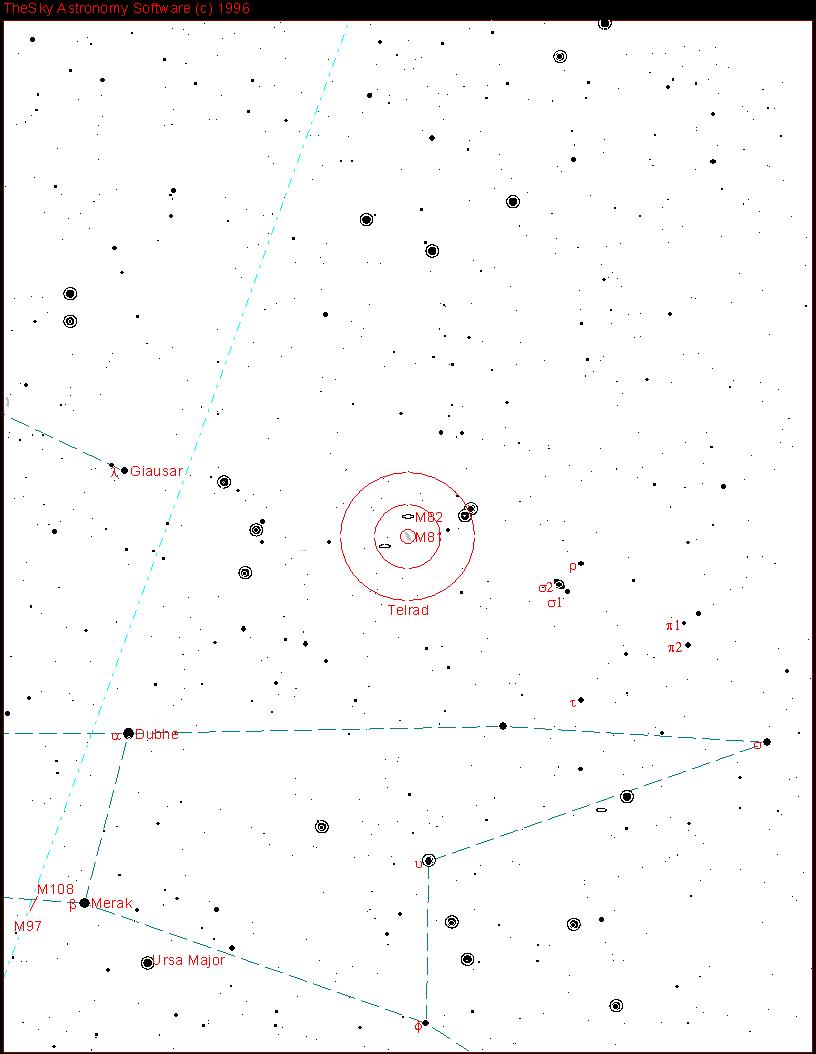 TheSky Astronomy Software (c) 1996
λ Giausar
M82
M81
Telrad
ρ
σ2
σ1
π1
π2
τ
α Dubhe
ο
υ
M108
β Merak
M97
Ursa Major
φ